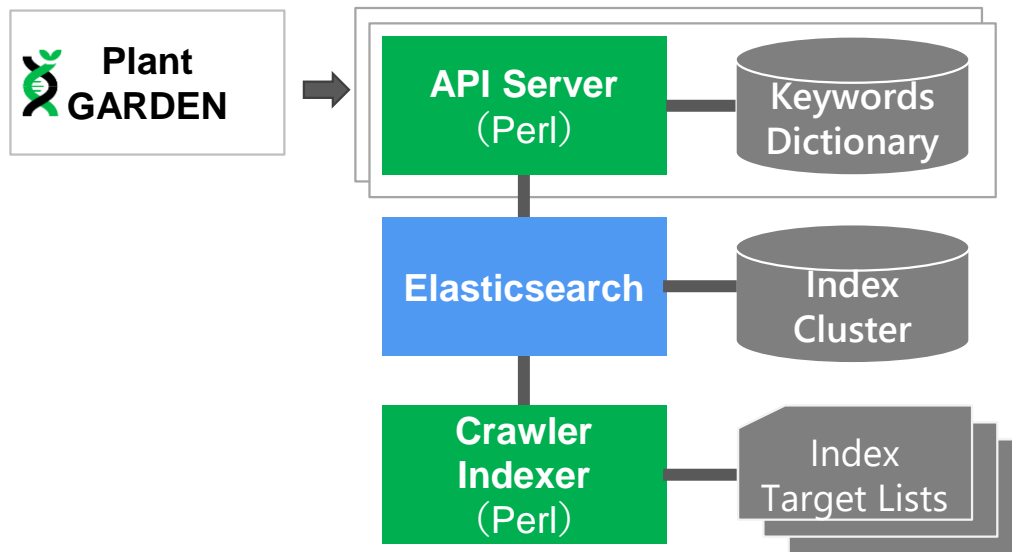 Plant
GARDEN
API Server
（Perl）
Keywords
Dictionary
Elasticsearch
Index
Cluster
Crawler
Indexer
（Perl）
Index
Target Lists